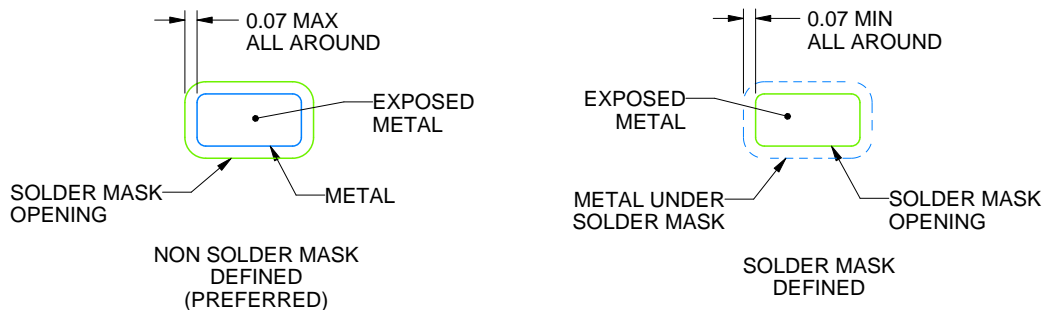 0.07 MAX
ALL AROUND
EXPOSED
METAL
SOLDER MASK
OPENING
METAL
NON SOLDER MASK
DEFINED
(PREFERRED)
0.07 MIN
ALL AROUND
EXPOSED
METAL
METAL UNDER
SOLDER MASK
SOLDER MASK
OPENING
SOLDER MASK
DEFINED